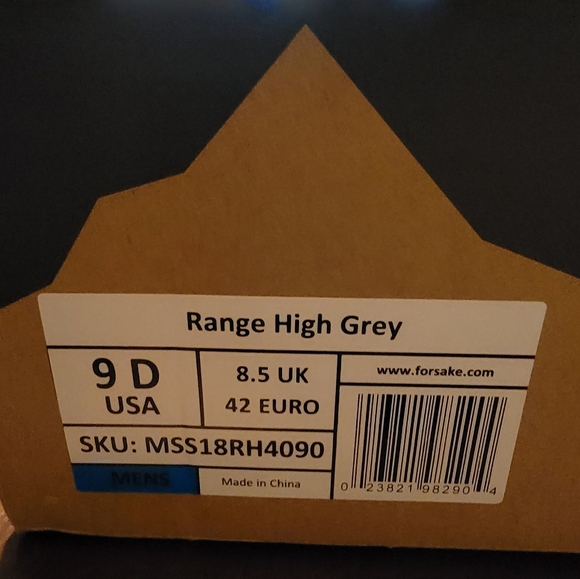 Range High Grey
9 D
USA
8.5 UK
42 EURO
www.forsake.com
SKU: MSS18RH4090
MENS
Made in China
0 23821 98290 4